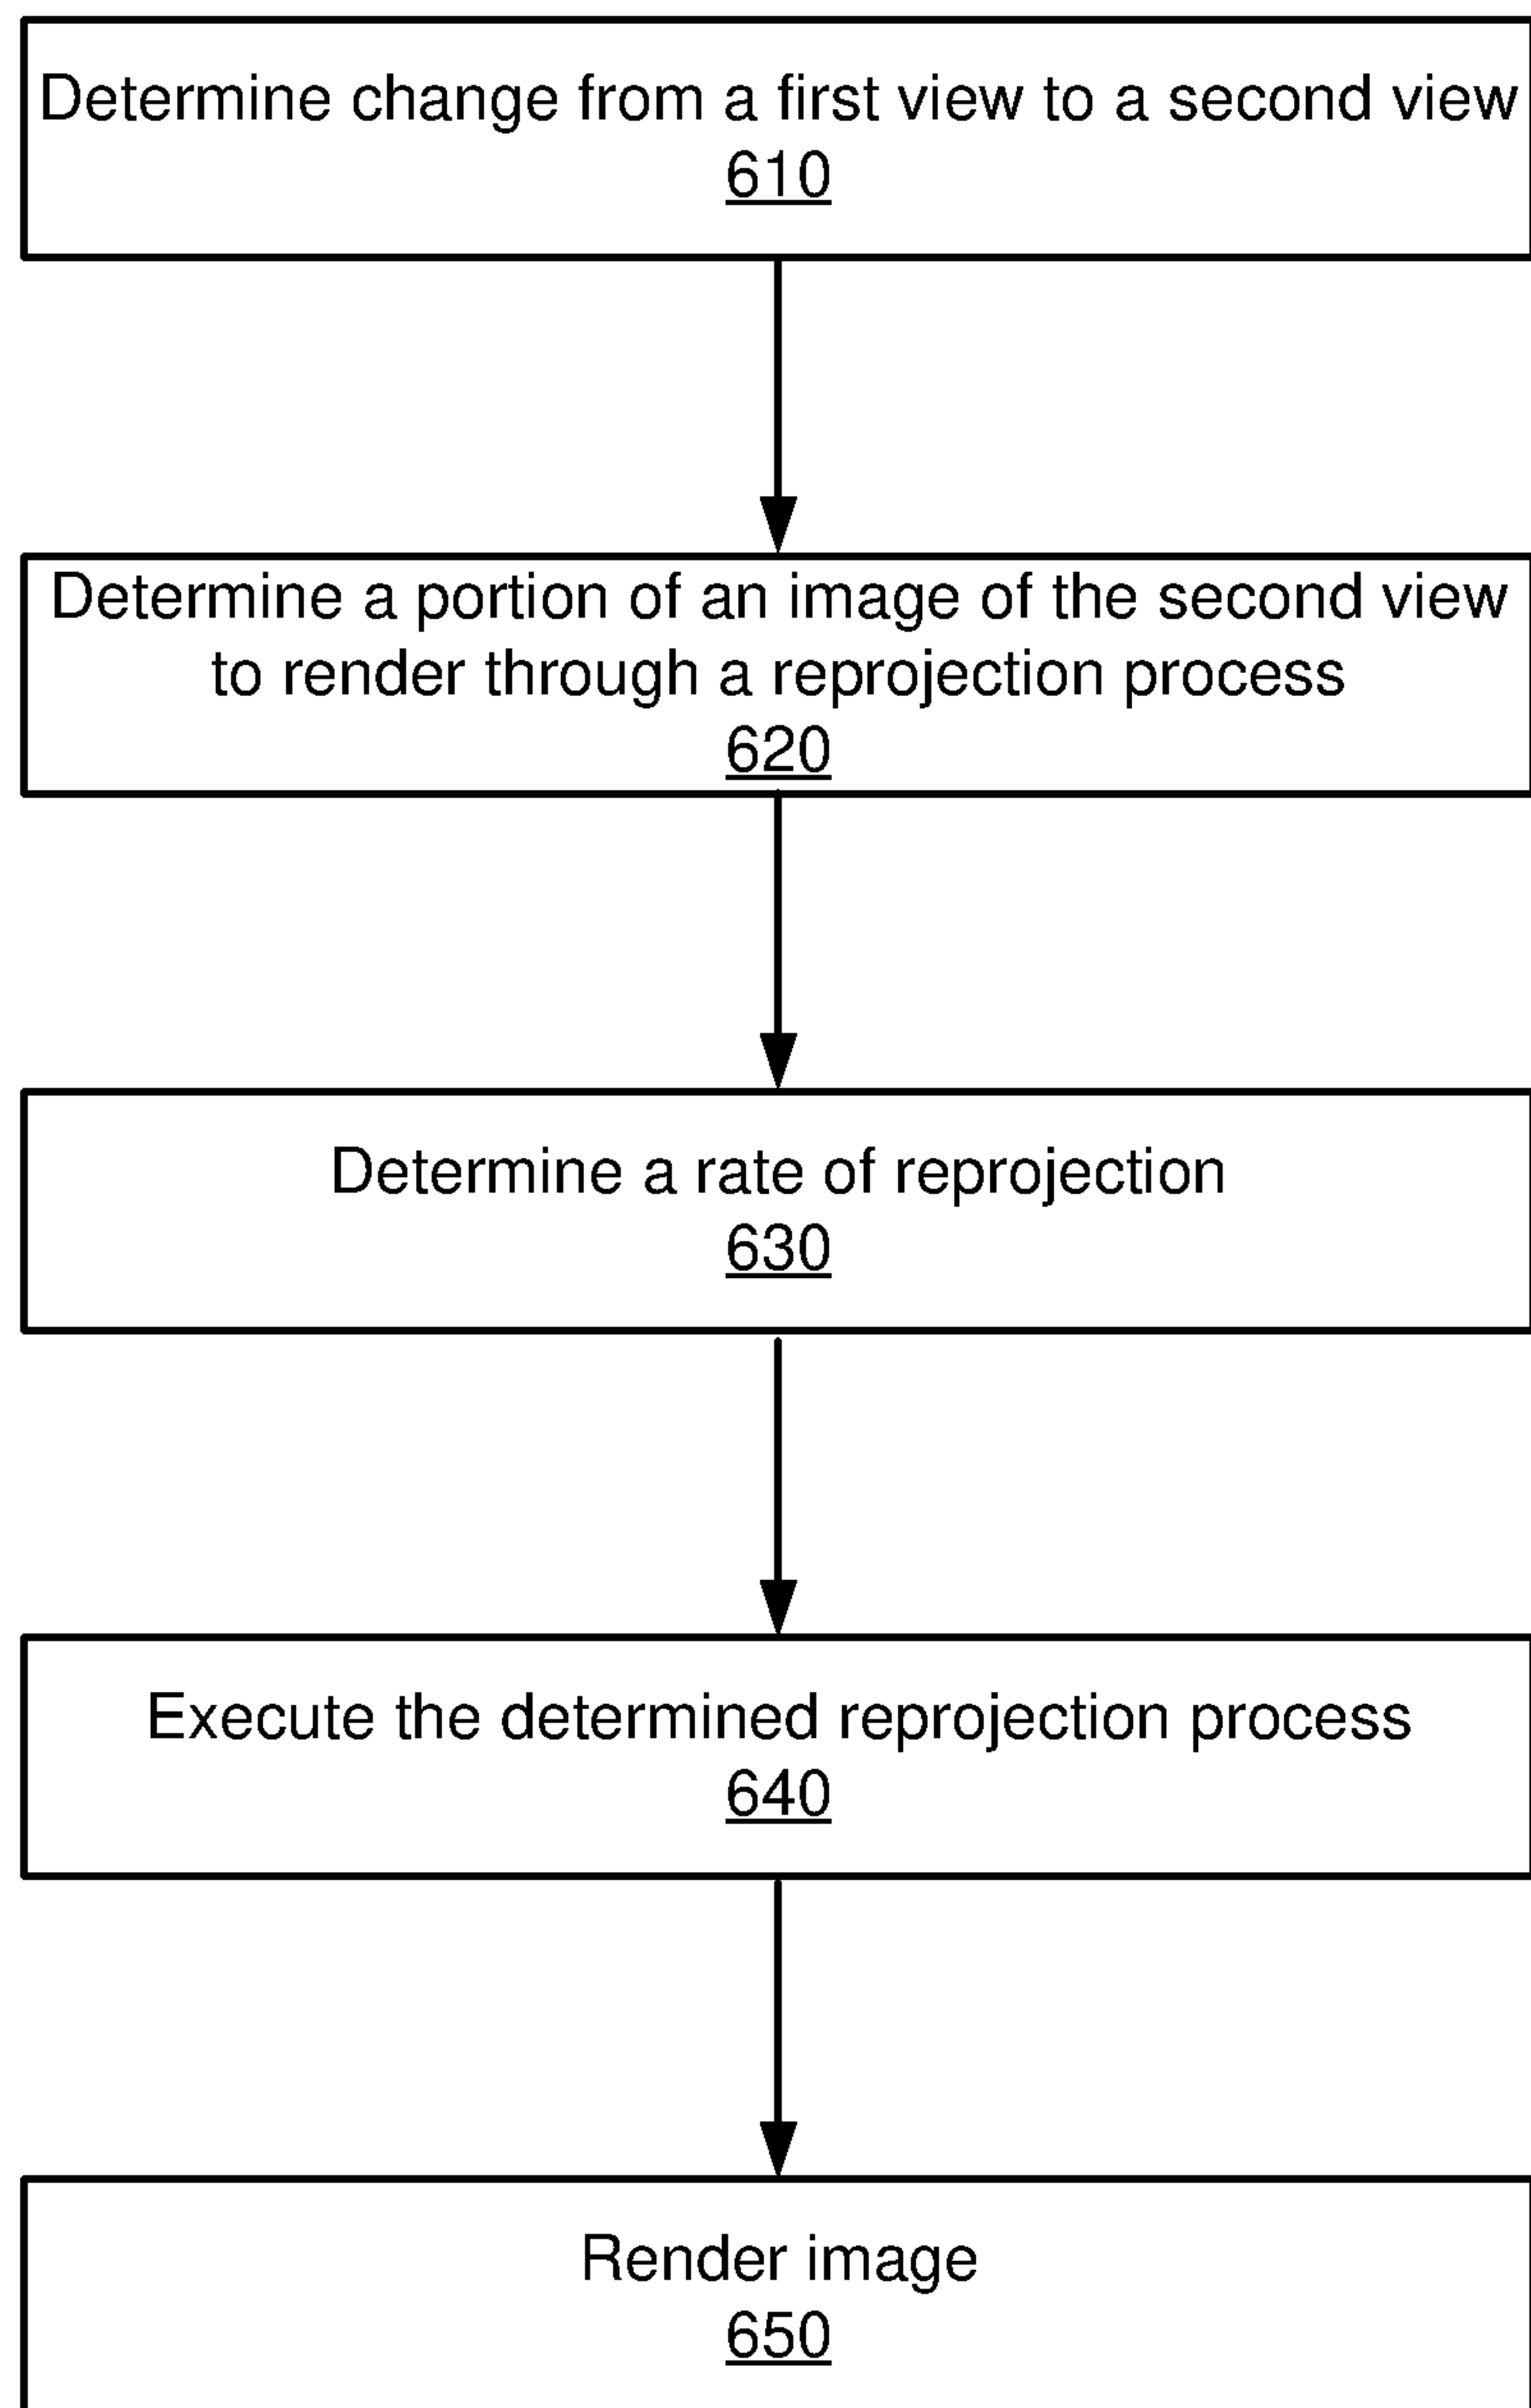 Determine change from a first view to a second view
610
Determine a portion of an image of the second view
to render through a reprojection process
620
Determine a rate of reprojection
630
Execute the determined reprojection process
640
Render image
650